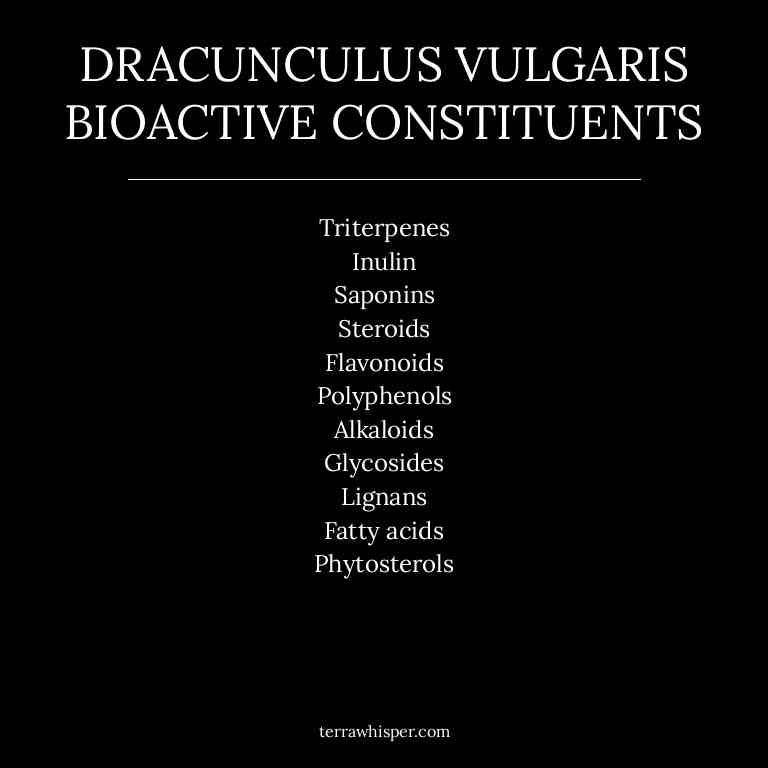 DRACUNCULUS VULGARIS
BIOACTIVE CONSTITUENTS
Triterpenes
Inulin
Saponins
Steroids
Flavonoids
Polyphenols
Alkaloids
Glycosides
Lignans
Fatty acids
Phytosterols
terrawhisper.com